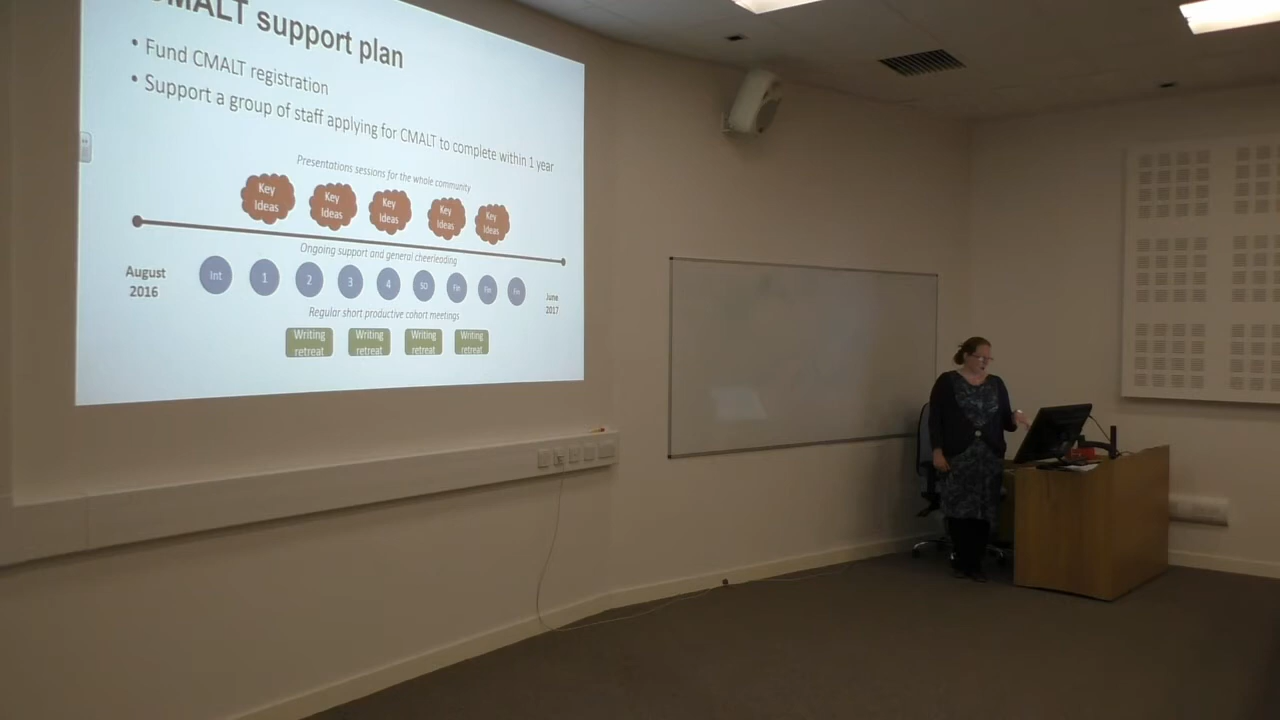 CMALT support plan
• Fund CMALT registration
• Support a group of staff applying for CMALT to complete within 1 year
Presentations sessions for the whole community
Key
Ideas
Key
Ideas
Key
Ideas
Key
Ideas
Key
Ideas
Ongoing support and general cheerleading
August
2016
Int
1
2
3
4
SO
Fin
Fin
Fin
June
2017
Regular short productive cohort meetings
Writing
retreat
Writing
retreat
Writing
retreat
Writing
retreat